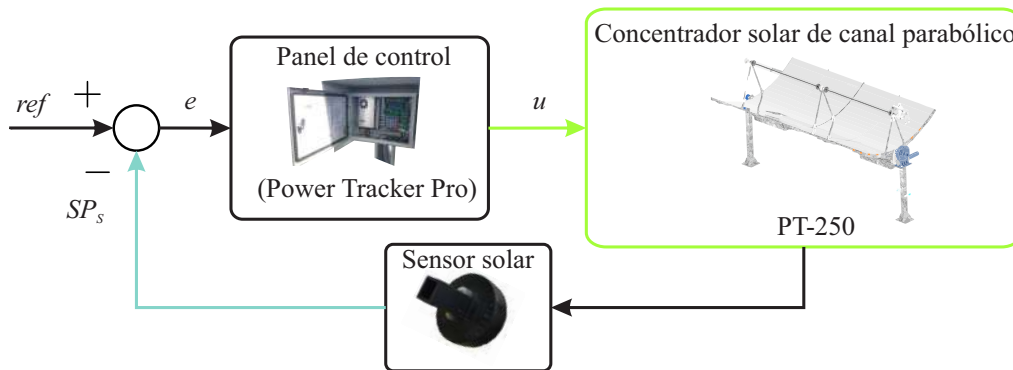 Panel de control
Concentrador solar de canal parabólico
ref
+
e
u
−
(Power Tracker Pro)
SPs
PT-250
Sensor solar